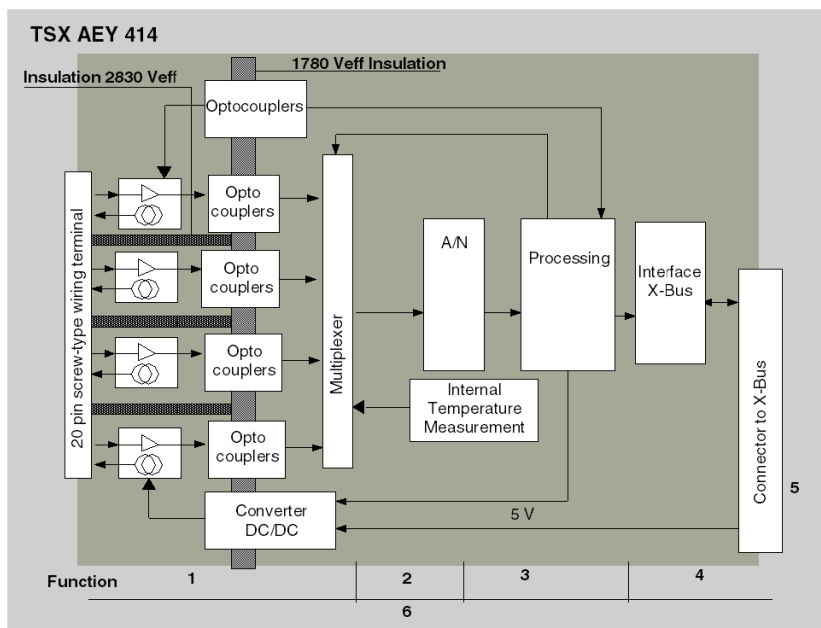 TSX AEY 414
1780 Veff Insulation
Insulation 2830 Veff
Optocouplers
20 pin screw-type wiring terminal
Opto
couplers
Opto
couplers
Opto
couplers
Opto
couplers
Multiplexer
A/N
Processing
Interface
X-Bus
Internal
Temperature
Measurement
Connector to X-Bus
Converter
DC/DC
5 V
5
Function
1
2
3
4
6